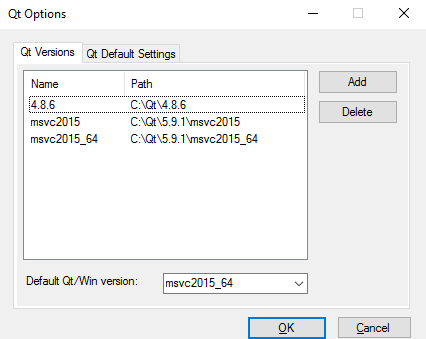 Qt Options
Qt Versions Qt Default Settings
Name Path
4.8.6 C:\Qt\4.8.6
msvc2015 C:\Qt\5.9.1\msvc2015
msvc2015_64 C:\Qt\5.9.1\msvc2015_64
Add
Delete
Default Qt/Win version: msvc2015_64
OK Cancel